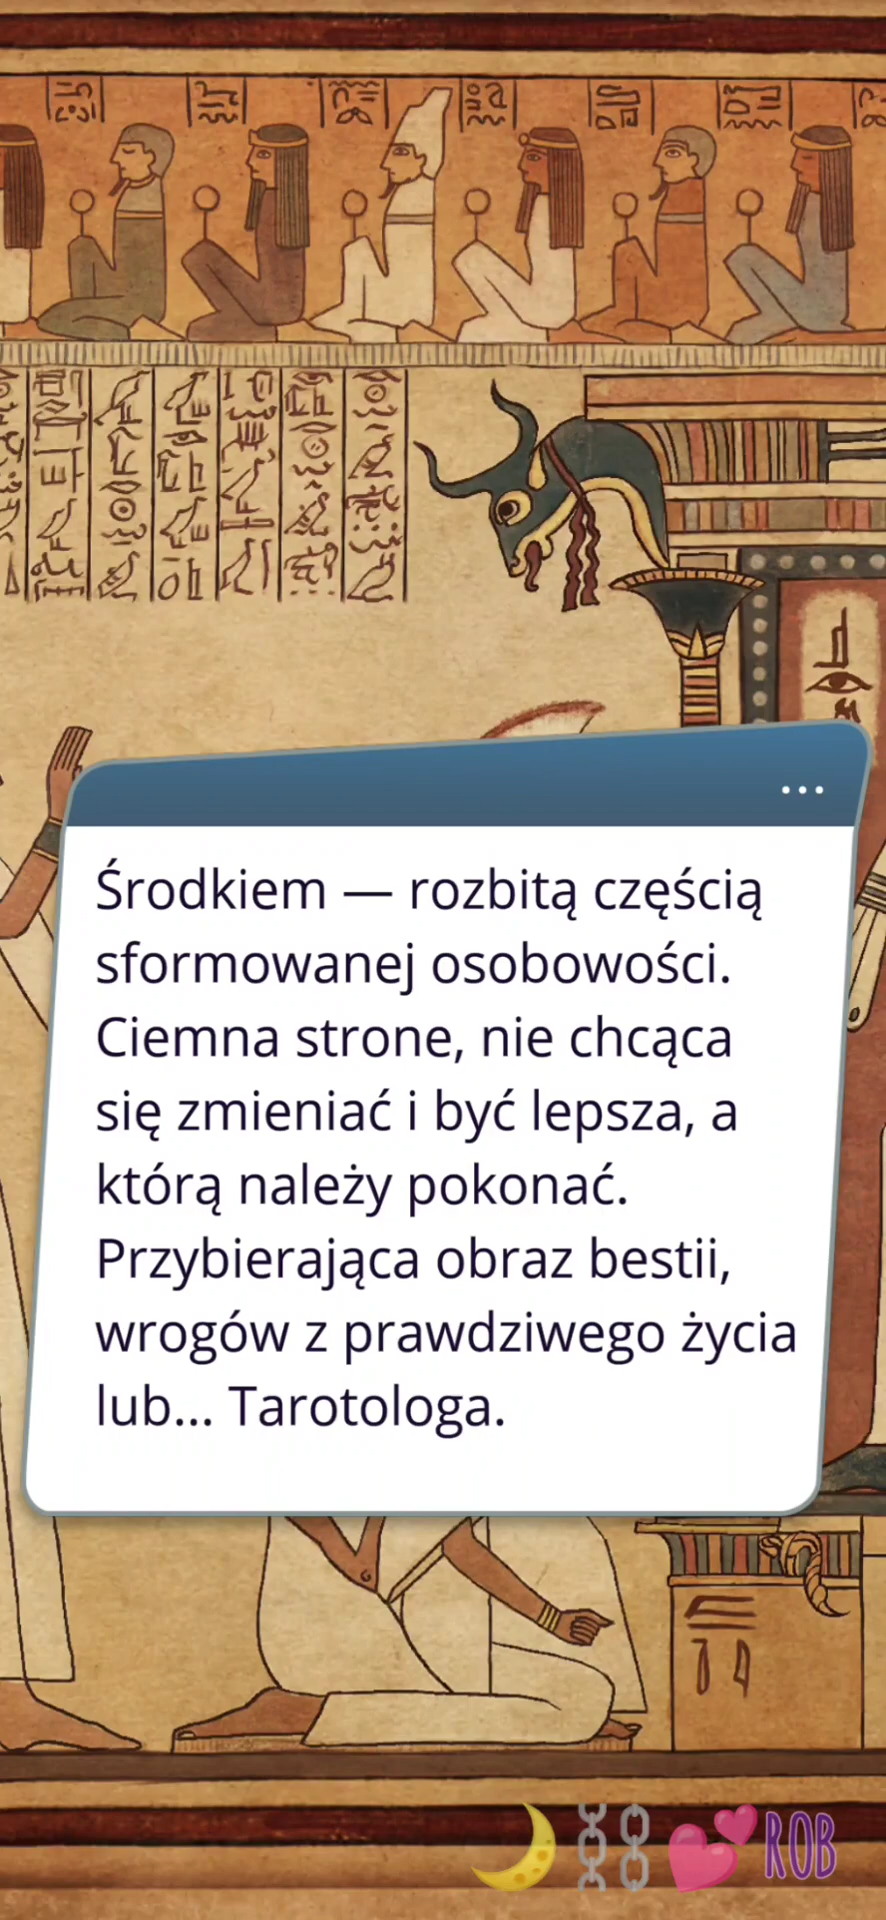 Środkiem — rozbitą częścią
sformowanej osobowości.
Ciemna strone, nie chcąca
się zmieniać i być lepsza, a
którą należy pokonać.
Przybierająca obraz bestii,
wrogów z prawdziwego życia
lub... Tarotologa.
ROB